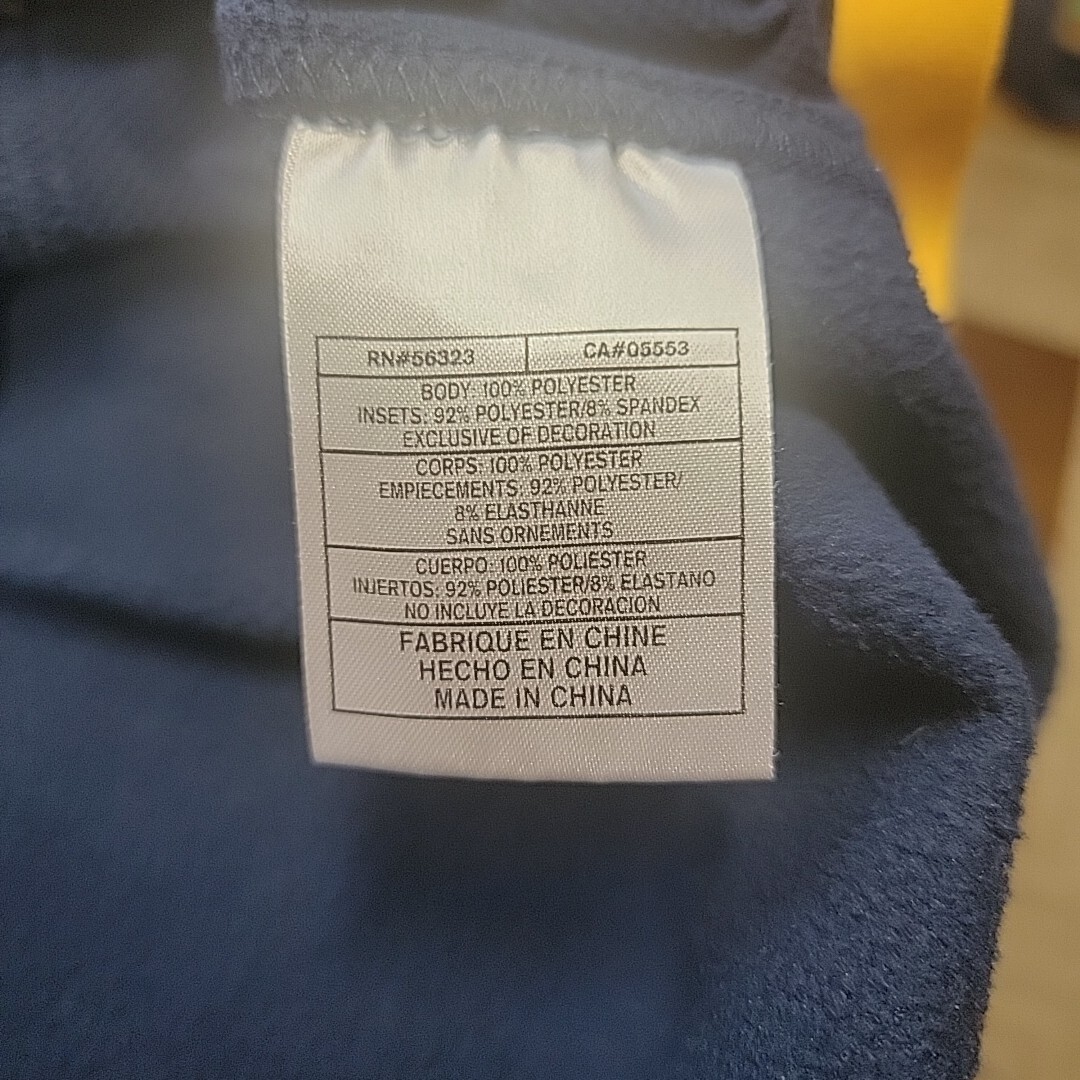 RN#56323 CA#05553
BODY: 100% POLYESTER
INSETS: 92% POLYESTER/8% SPANDEX
EXCLUSIVE OF DECORATION
CORPS: 100% POLYESTER
EMPIECEMENTS: 92% POLYESTER/
8% ELASTHANNE
SANS ORNEMENTS
CUERPO: 100% POLIESTER
INJERTOS: 92% POLIESTER/8% ELASTANO
NO INCLUYE LA DECORACION
FABRIQUE EN CHINE
HECHO EN CHINA
MADE IN CHINA